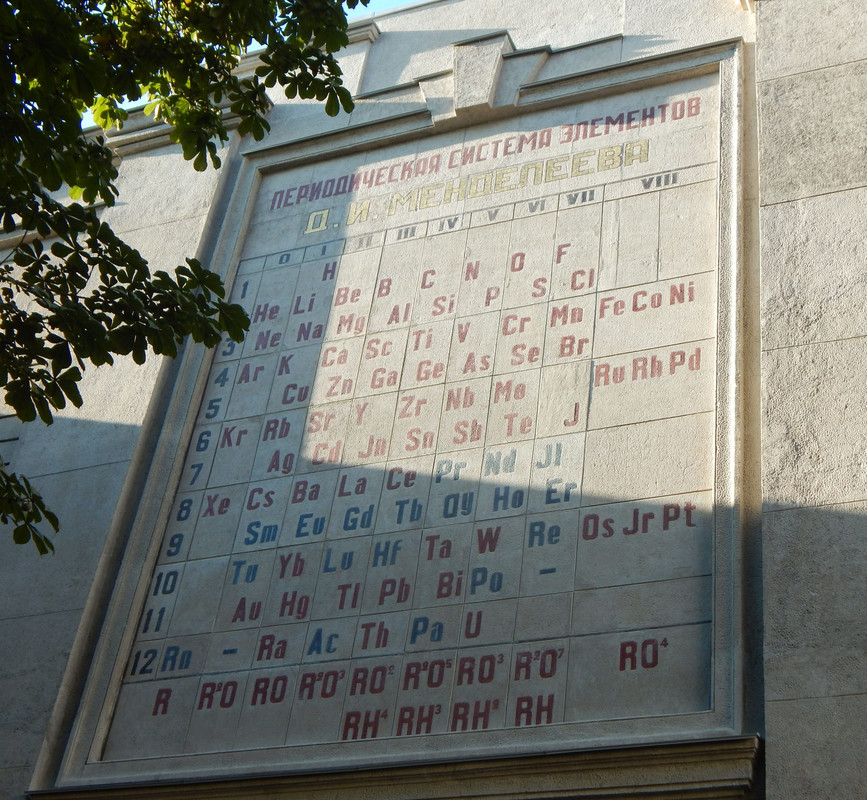 ПЕРИОДИЧЕСКАЯ СИСТЕМА ЭЛЕМЕНТОВ
Д. И. МЕНДЕЛЕЕВА
0 I II III IV V VI VII VIII
1 H
He Li Be B C N O F
3 Ne Na Mg Al Si P S Cl
4 Ar K Ca Sc Ti V Cr Mn Fe Co Ni
5 Cu Zn Ga Ge As Se Br
6 Kr Rb Sr Y Zr Nb Mo Ru Rh Pd
7 Ag Cd Jn Sn Sb Te J
8 Xe Cs Ba La Ce Pr Nd Jl
9 Sm Eu Gd Tb Dy Ho Er
10 Tu Yb Lu Hf Ta W Re Os Jr Pt
11 Au Hg Tl Pb Bi Po –
12 Rn – Ra Ac Th Pa U
R R²O RO R²O³ RO² R²O⁵ RO³ R²O⁷ RO⁴
RH⁴ RH³ RH² RH